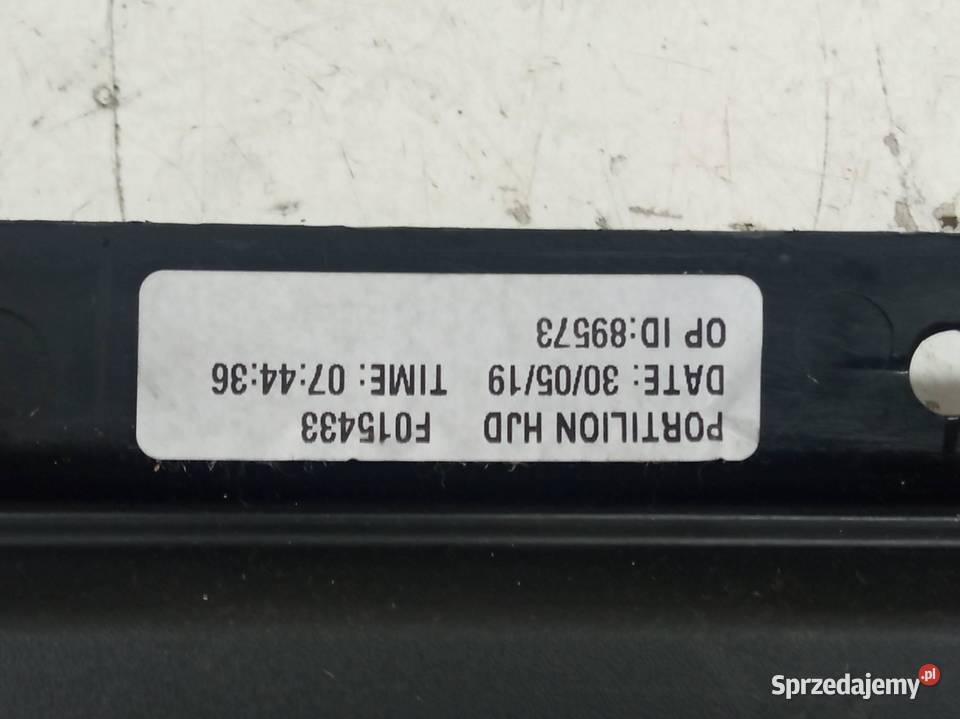 PORTILION HJD F015433
DATE: 30/05/19 TIME: 07:44:36
OP ID:89573
Sprzedajemy.pl